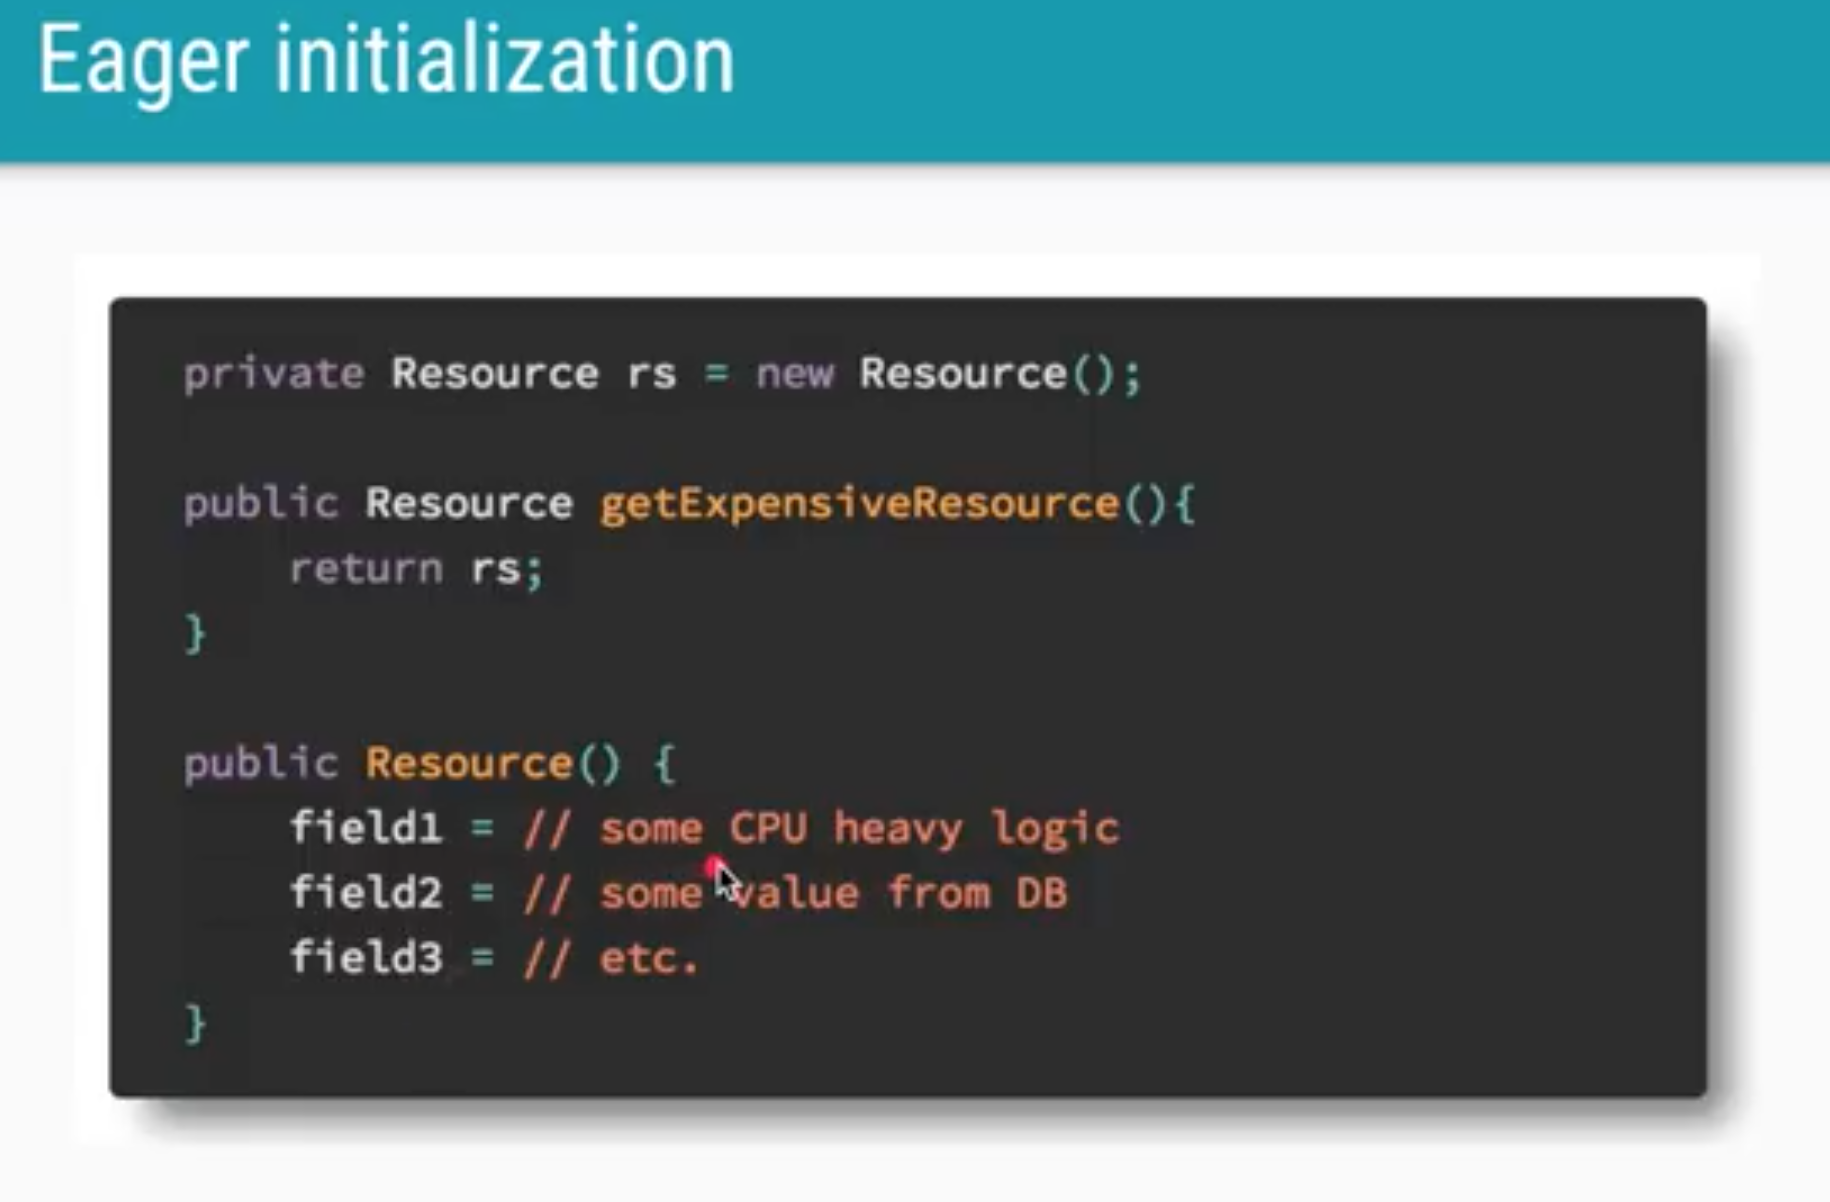 Eager initialization
private Resource rs = new Resource();
public Resource getExpensiveResource(){
return rs;
}
public Resource() {
field1 = // some CPU heavy logic
field2 = // some value from DB
field3 = // etc.
}